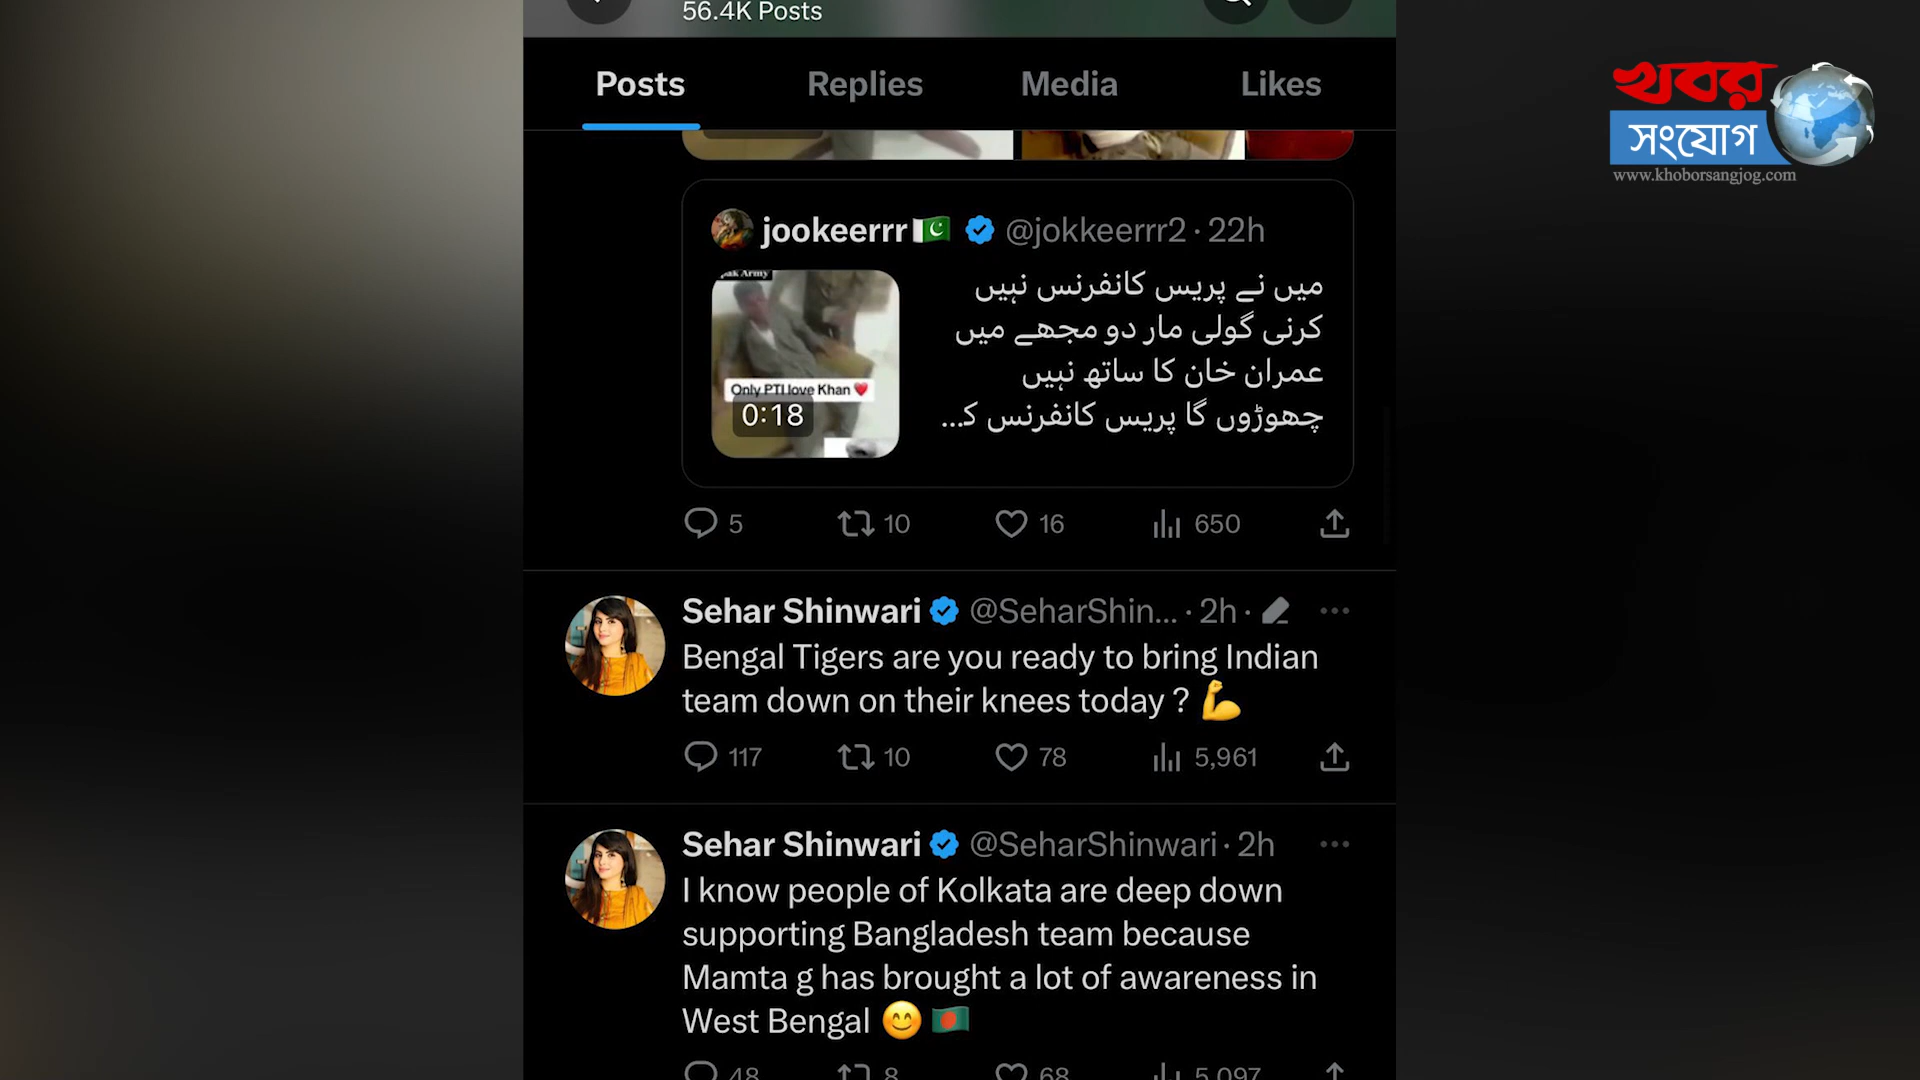 56.4K Posts
খবর
সংযোগ
www.khoborsangjog.com
Posts Replies Media Likes
jookeerrr @jokkeerrr2 · 22h
pak Army
Only PTI love Khan ❤️
0:18
میں نے پریس کانفرنس نہیں
کرنی گولی مار دو مجھے میں
عمران خان کا ساتھ نہیں
چھوڑوں گا پریس کانفرنس ک...
5 10 16 650
Sehar Shinwari @SeharShin... · 2h ·
Bengal Tigers are you ready to bring Indian
team down on their knees today ? 💪
117 10 78 5,961
Sehar Shinwari @SeharShinwari · 2h
I know people of Kolkata are deep down
supporting Bangladesh team because
Mamta g has brought a lot of awareness in
West Bengal 😊 🇧🇩
48 8 68 5,097